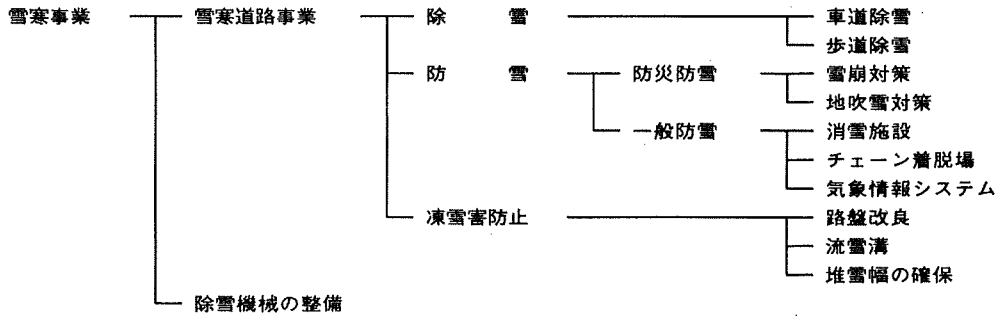 雪寒事業 雪寒道路事業 除 雪 車道除雪
歩道除雪
防 雪 防災防雪 雪崩対策
地吹雪対策
一般防雪 消雪施設
チェーン着脱場
気象情報システム
凍雪害防止 路盤改良
流雪溝
堆雪幅の確保
除雪機械の整備